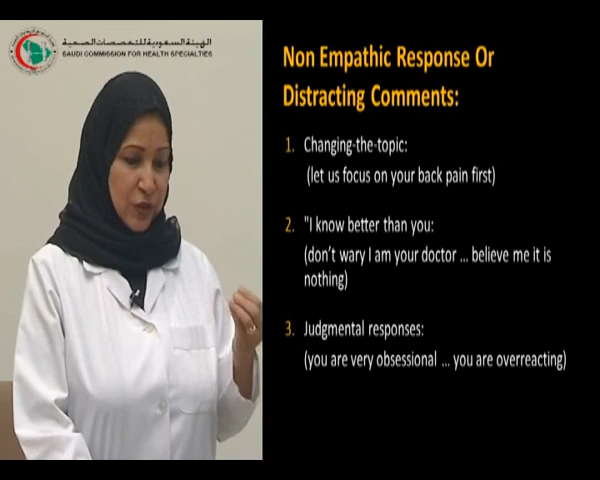 الهيئة السعودية للتخصصات الصحية
SAUDI COMMISSION FOR HEALTH SPECIALTIES
Non Empathic Response Or
Distracting Comments:
1. Changing-the-topic:
(let us focus on your back pain first)
2. "I know better than you:
(don't wary I am your doctor ... believe me it is
nothing)
3. Judgmental responses:
(you are very obsessional ... you are overreacting)